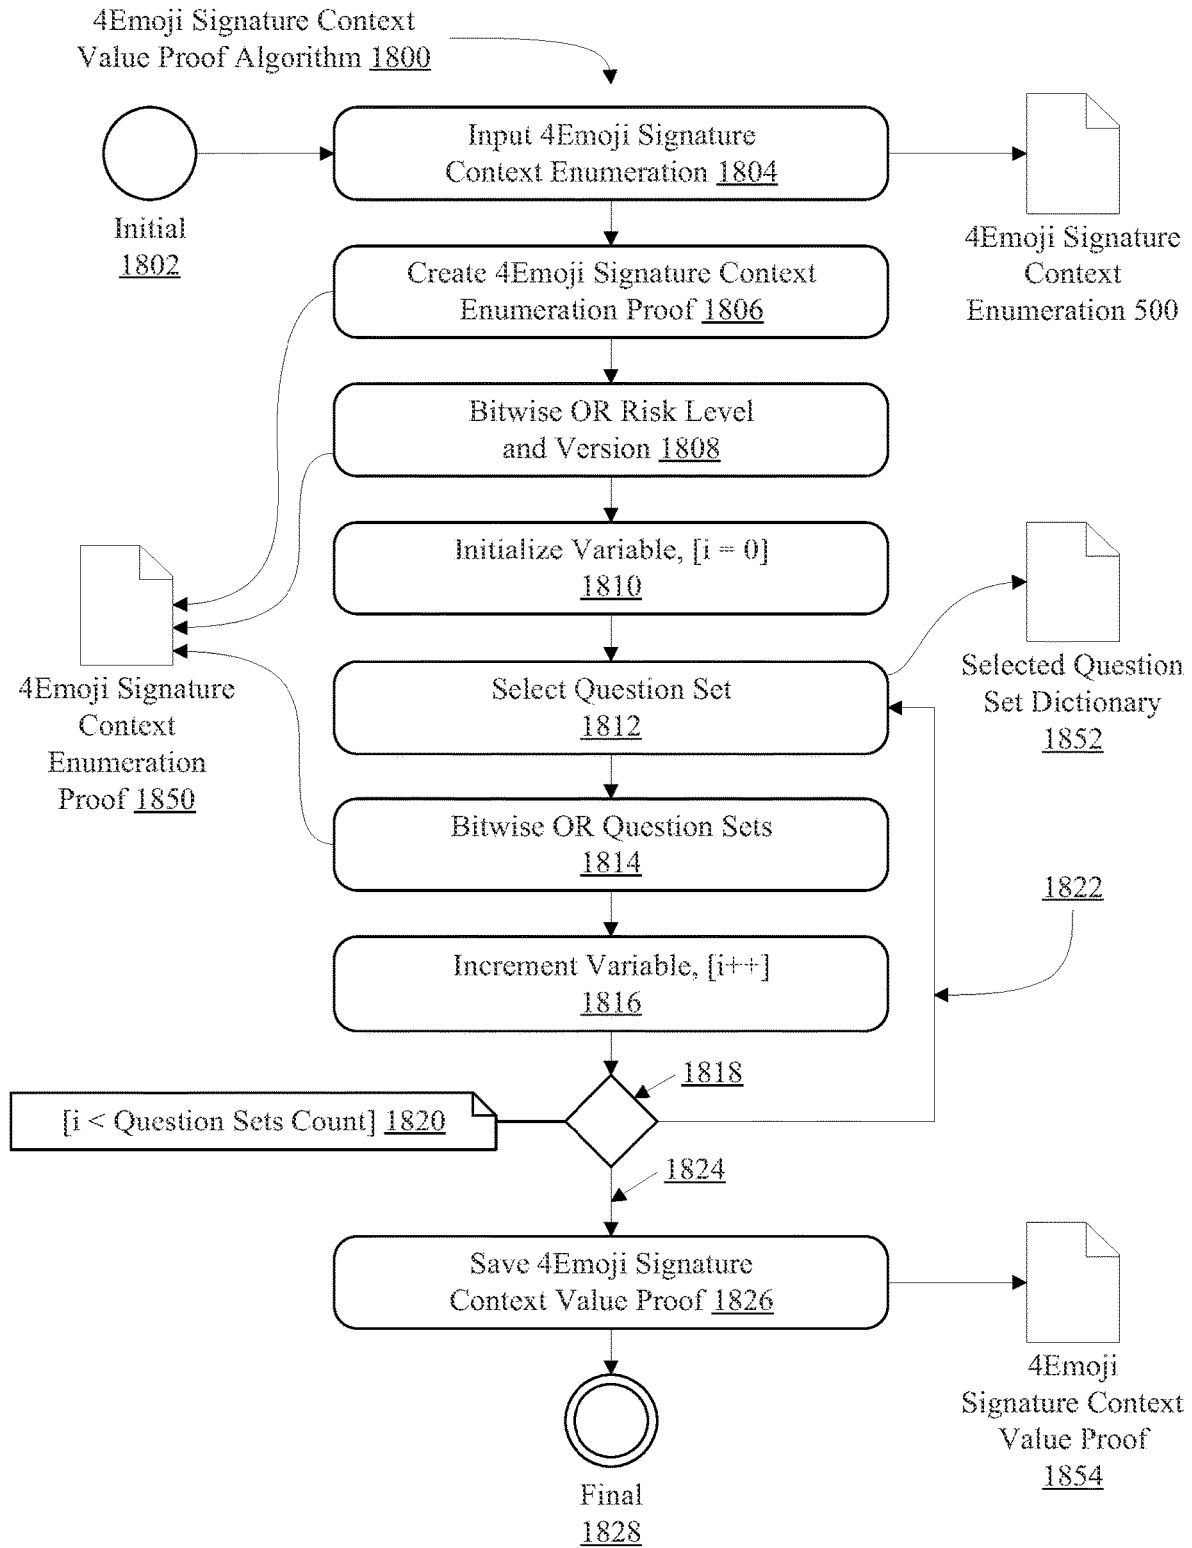 4Emoji Signature Context
Value Proof Algorithm 1800
Input 4Emoji Signature
Context Enumeration 1804
Initial
1802
4Emoji Signature
Context
Enumeration 500
Create 4Emoji Signature Context
Enumeration Proof 1806
Bitwise OR Risk Level
and Version 1808
Initialize Variable, [i = 0]
1810
Select Question Set
1812
Selected Question
Set Dictionary
1852
4Emoji Signature
Context
Enumeration
Proof 1850
Bitwise OR Question Sets
1814
1822
Increment Variable, [i++]
1816
1818
[i < Question Sets Count] 1820
1824
Save 4Emoji Signature
Context Value Proof 1826
4Emoji
Signature Context
Value Proof
1854
Final
1828